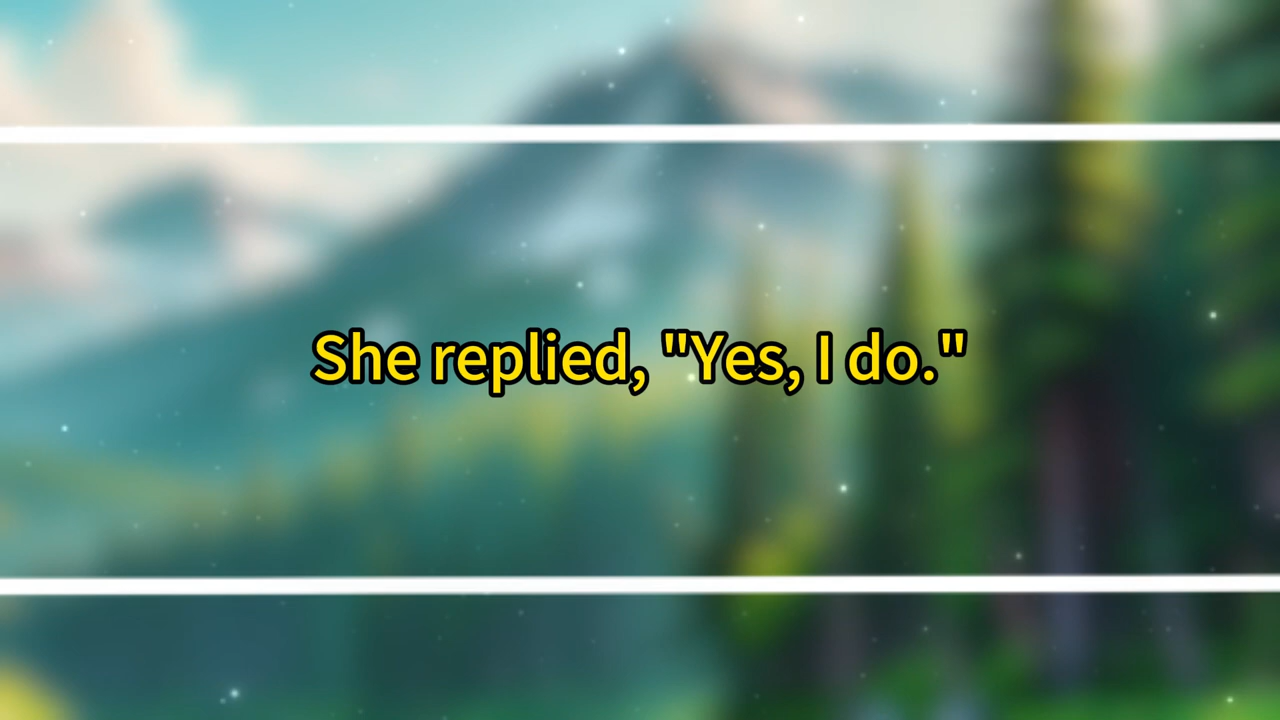 She replied, "Yes, I do."